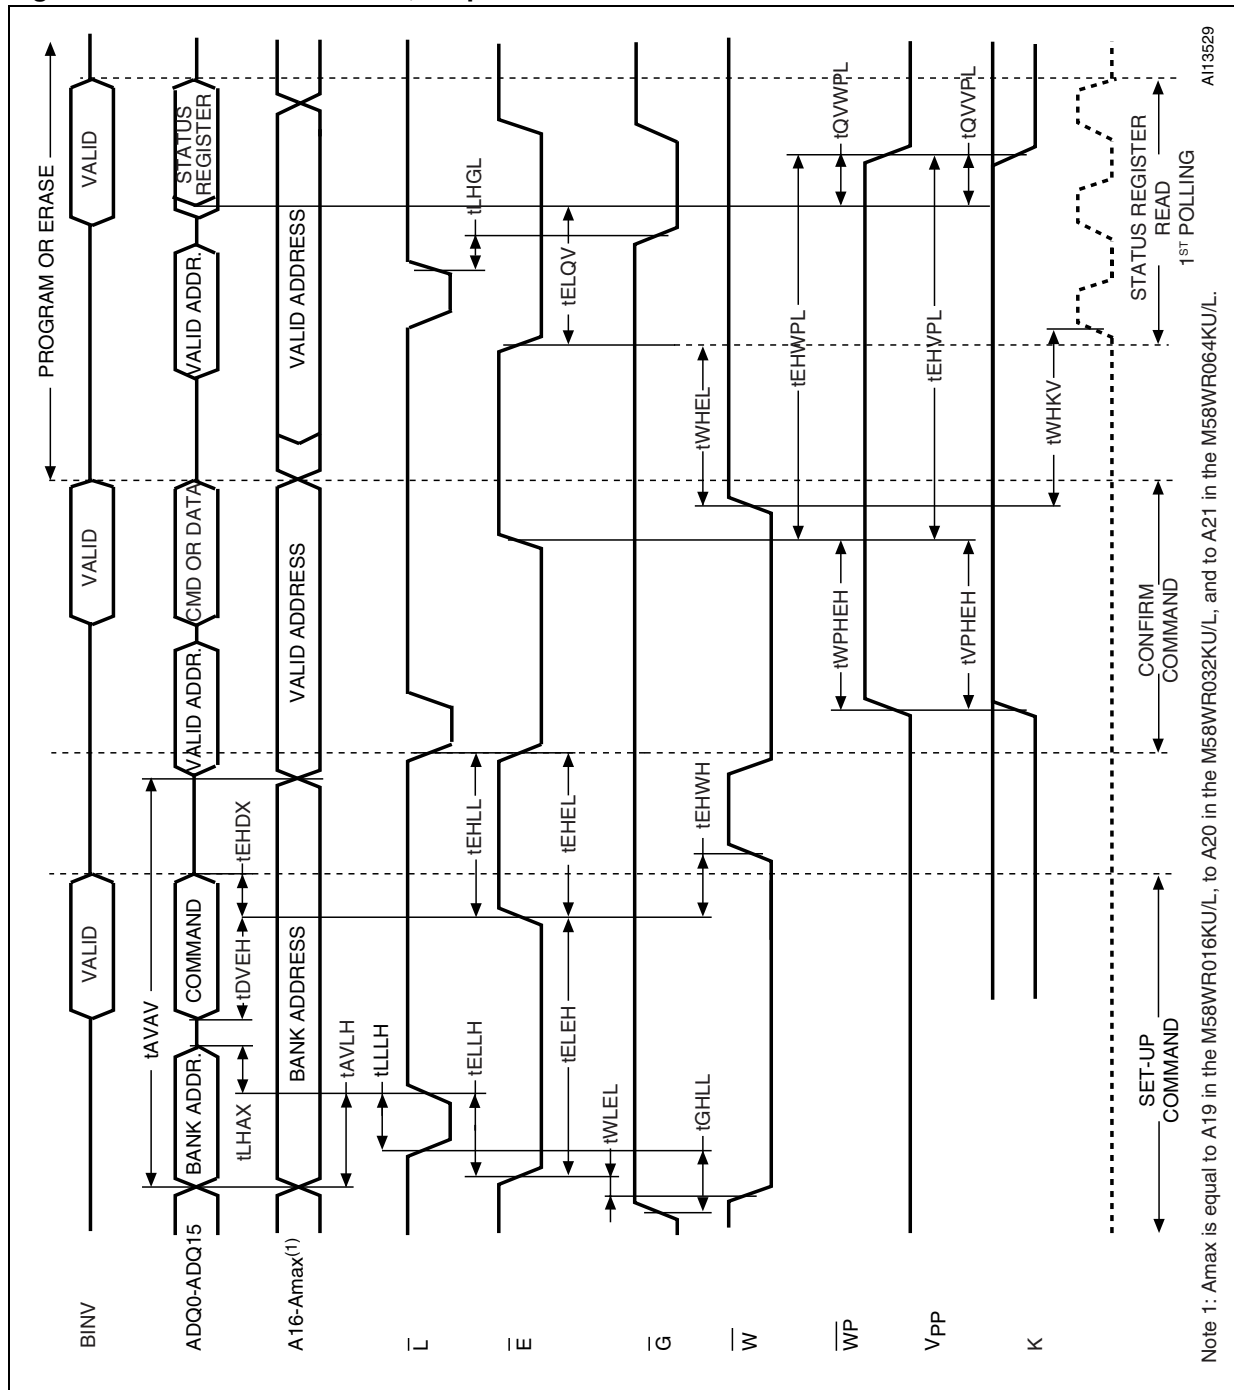 PROGRAM OR ERASE
BINV
VALID
VALID
VALID
tAVAV
ADQ0-ADQ15
BANK ADDR.
COMMAND
VALID ADDR.
CMD OR DATA
VALID ADDR.
STATUS
REGISTER
tLHAX
tDVEH
tEHDX
A16-Amax(1)
BANK ADDRESS
VALID ADDRESS
VALID ADDRESS
tAVLH
tLLLH
L
tELLH
tEHLL
tLHGL
E
tELEH
tEHEL
tELQV
tWLEL
G
tGHLL
tEHWH
tWHEL
W
tEHWPL
WP
tWPHEH
tQVWPL
VPP
tEHVPL
tVPHEH
tQVVPL
K
tWHKV
SET-UP
COMMAND
CONFIRM
COMMAND
STATUS REGISTER
READ
1ST POLLING
AI13529
Note 1: Amax is equal to A19 in the M58WR016KU/L, to A20 in the M58WR032KU/L, and to A21 in the M58WR064KU/L.